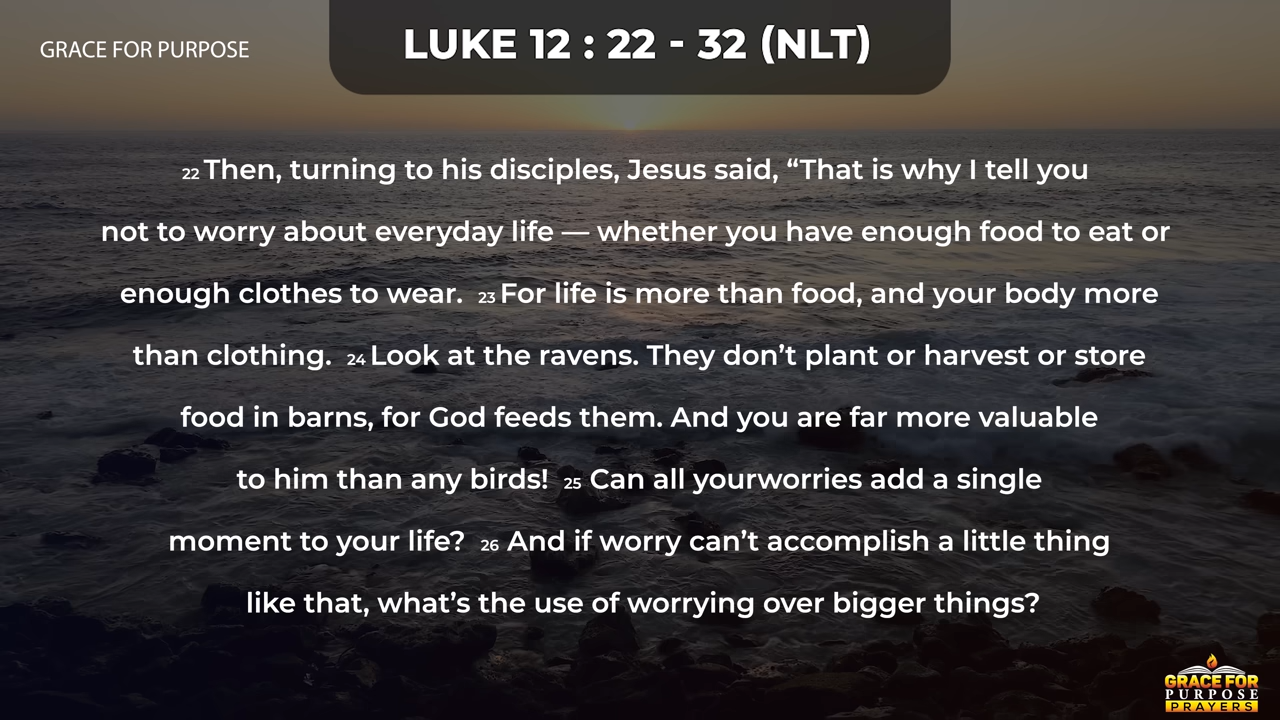 GRACE FOR PURPOSE
LUKE 12 : 22 - 32 (NLT)
22 Then, turning to his disciples, Jesus said, “That is why I tell you
not to worry about everyday life — whether you have enough food to eat or
enough clothes to wear. 23 For life is more than food, and your body more
than clothing. 24 Look at the ravens. They don’t plant or harvest or store
food in barns, for God feeds them. And you are far more valuable
to him than any birds! 25 Can all yourworries add a single
moment to your life? 26 And if worry can’t accomplish a little thing
like that, what’s the use of worrying over bigger things?
GRACE FOR
PURPOSE
PRAYERS